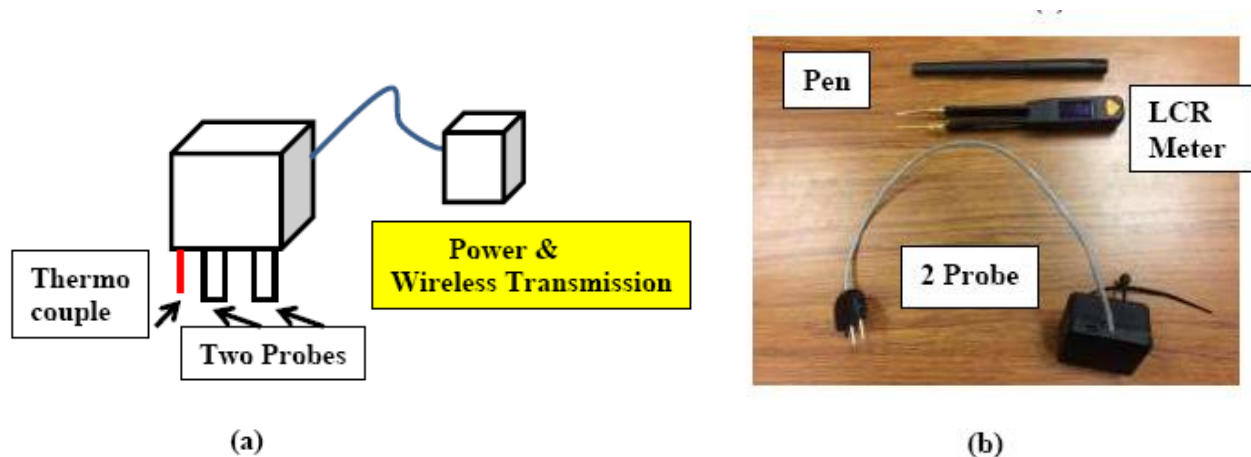 Thermo
couple
Two Probes
Power &
Wireless Transmission
(a)
Pen
LCR
Meter
2 Probe
(b)